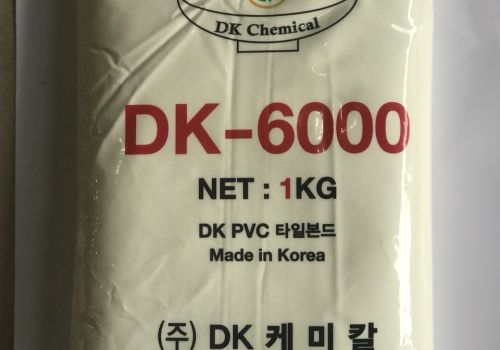 DK Chemical
DK-6000
NET : 1KG
DK PVC 타일본드
Made in Korea
(주) DK 케미칼